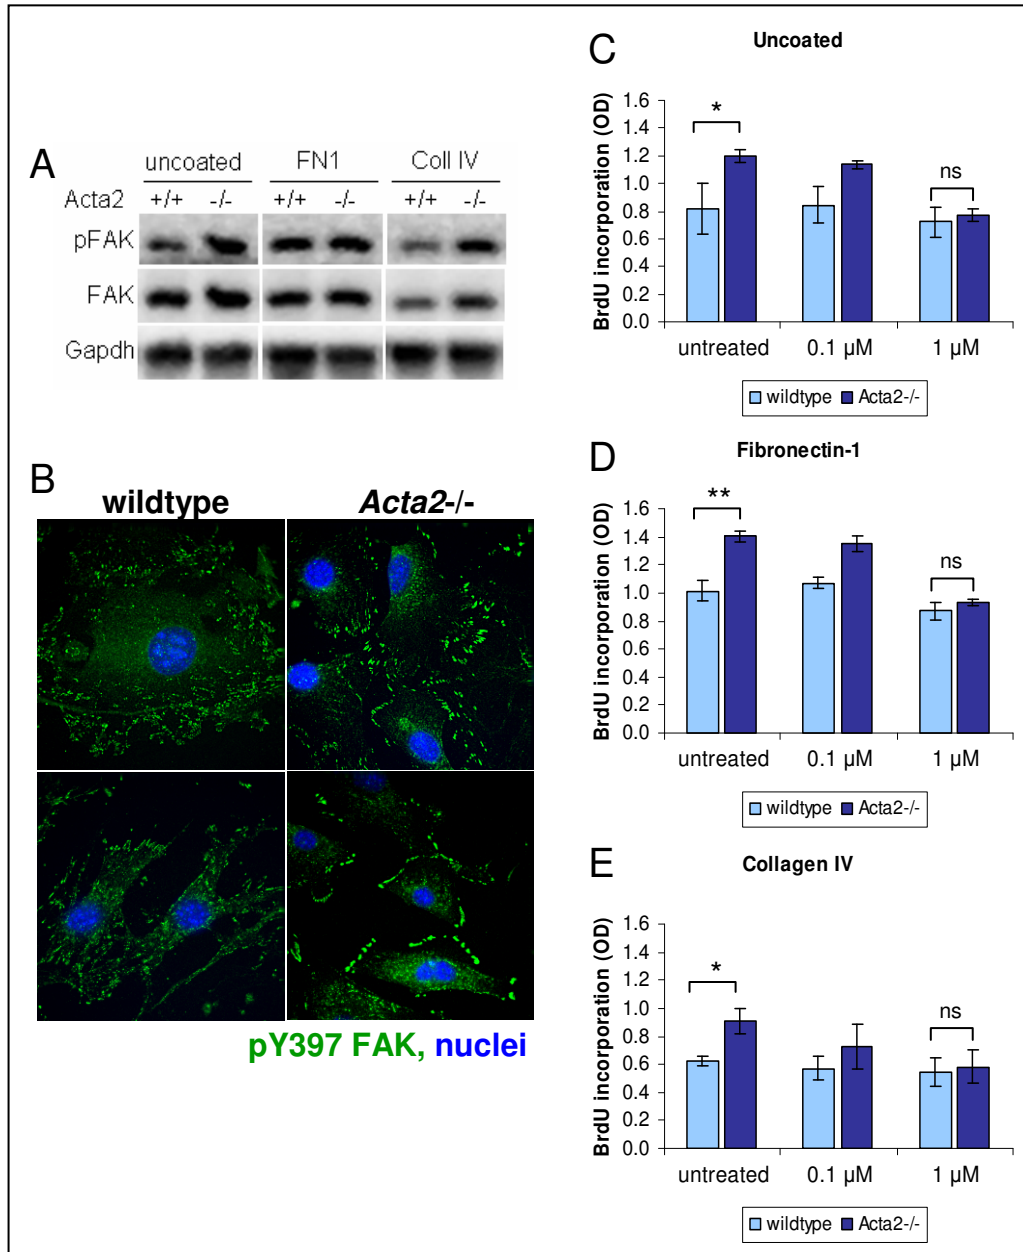 A
uncoated FN1 Coll IV
Acta2 +/+ -/- +/+ -/- +/+ -/-
pFAK
FAK
Gapdh
B
wildtype Acta2-/-
pY397 FAK, nuclei
C
Uncoated
BrdU incorporation (OD)
1.6
1.4
1.2
1.0
0.8
0.6
0.4
0.2
0.0
*
ns
untreated 0.1 µM 1 µM
wildtype Acta2-/-
D
Fibronectin-1
BrdU incorporation (OD)
1.6
1.4
1.2
1.0
0.8
0.6
0.4
0.2
0.0
**
ns
untreated 0.1 µM 1 µM
wildtype Acta2-/-
E
Collagen IV
BrdU incorporation (OD)
1.6
1.4
1.2
1.0
0.8
0.6
0.4
0.2
0.0
*
ns
untreated 0.1 µM 1 µM
wildtype Acta2-/-